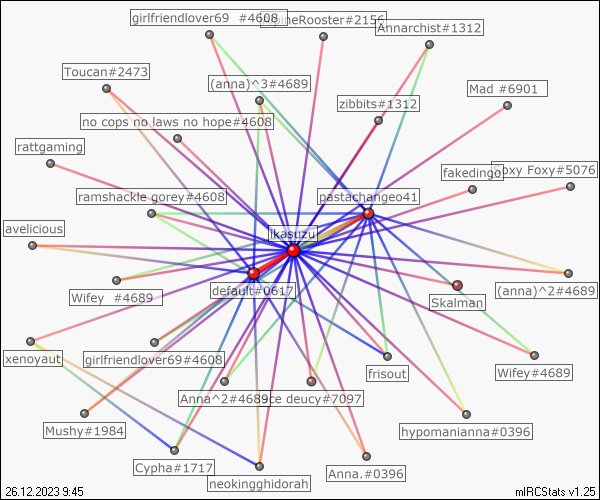 girlfriendlover69 #4608
pineRooster#2156
Annarchist#1312
Toucan#2473
(anna)^3#4689
Mad #6901
zibbits#1312
no cops no laws no hope#4608
rattgaming
fakedingo
Foxy Foxy#5076
ramshackle gorey#4608
pastachangeo41
avelicious
ikasuzu
Wifey #4689
default#0617
(anna)^2#4689
Skalman
xenoyaut
girlfriendlover69#4608
frisout
Wifey#4689
Anna^2#4689
ce deucy#7097
Mushy#1984
hypomanianna#0396
Cypha#1717
neokingghidorah
Anna.#0396
26.12.2023 9:45
mIRCStats v1.25